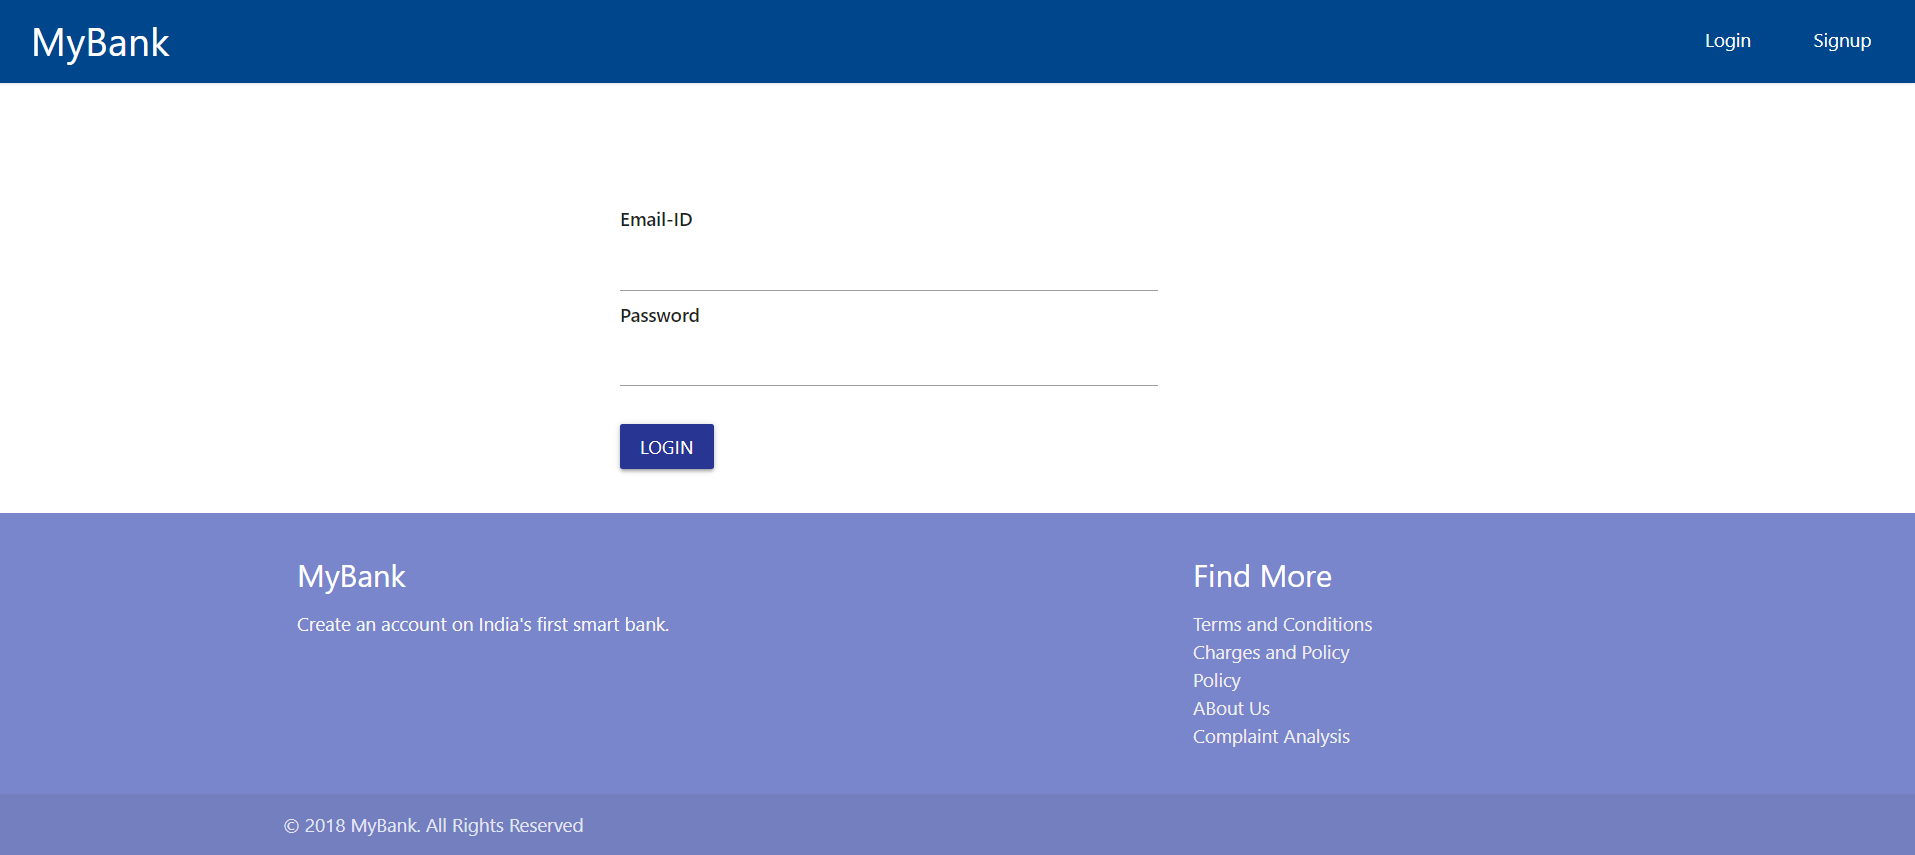 MyBank
Login
Signup
Email-ID
Password
LOGIN
MyBank
Create an account on India's first smart bank.
Find More
Terms and Conditions
Charges and Policy
Policy
ABout Us
Complaint Analysis
© 2018 MyBank. All Rights Reserved